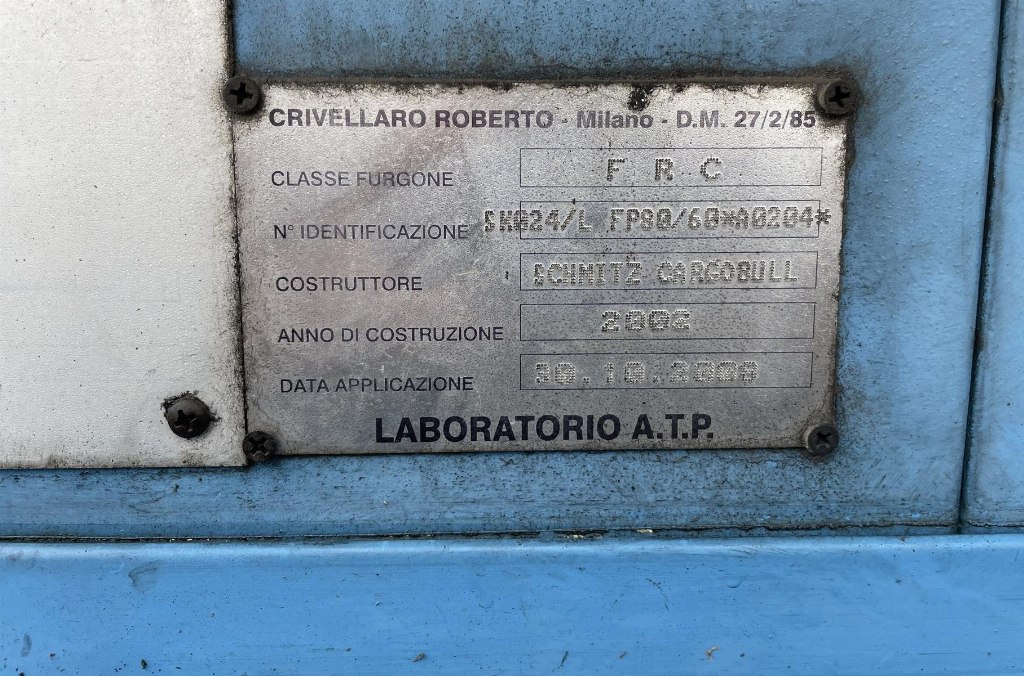 CRIVELLARO ROBERTO - Milano - D.M. 27/2/85
CLASSE FURGONE F R C
N° IDENTIFICAZIONE SK024/L FP80/60*A0204*
COSTRUTTORE SCHMITZ CARGOBULL
ANNO DI COSTRUZIONE 2002
DATA APPLICAZIONE 30.10.2008
LABORATORIO A.T.P.